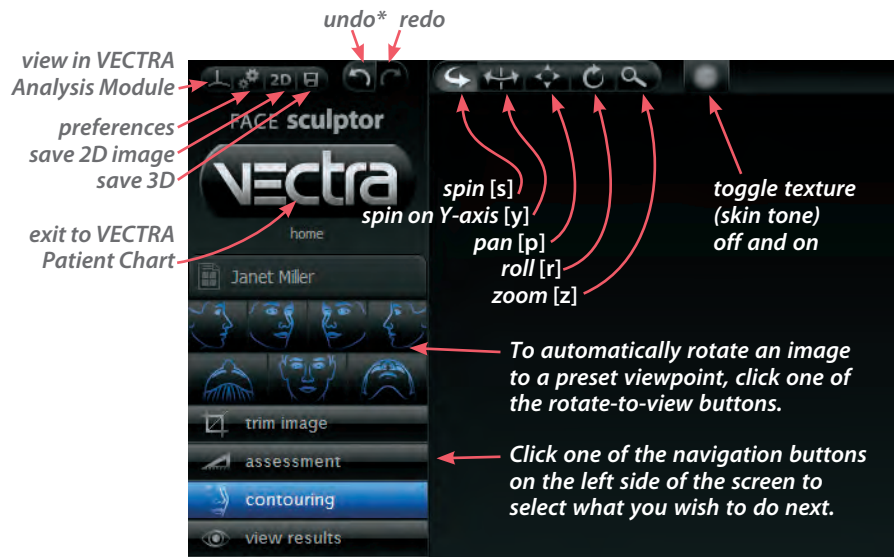 undo* redo
view in VECTRA
Analysis Module
preferences
save 2D image
save 3D
exit to VECTRA
Patient Chart
2D
FACE sculptor
vectra
home
Janet Miller
trim image
assessment
contouring
view results
spin [s]
spin on Y-axis [y]
pan [p]
roll [r]
zoom [z]
toggle texture
(skin tone)
off and on
To automatically rotate an image
to a preset viewpoint, click one of
the rotate-to-view buttons.
Click one of the navigation buttons
on the left side of the screen to
select what you wish to do next.